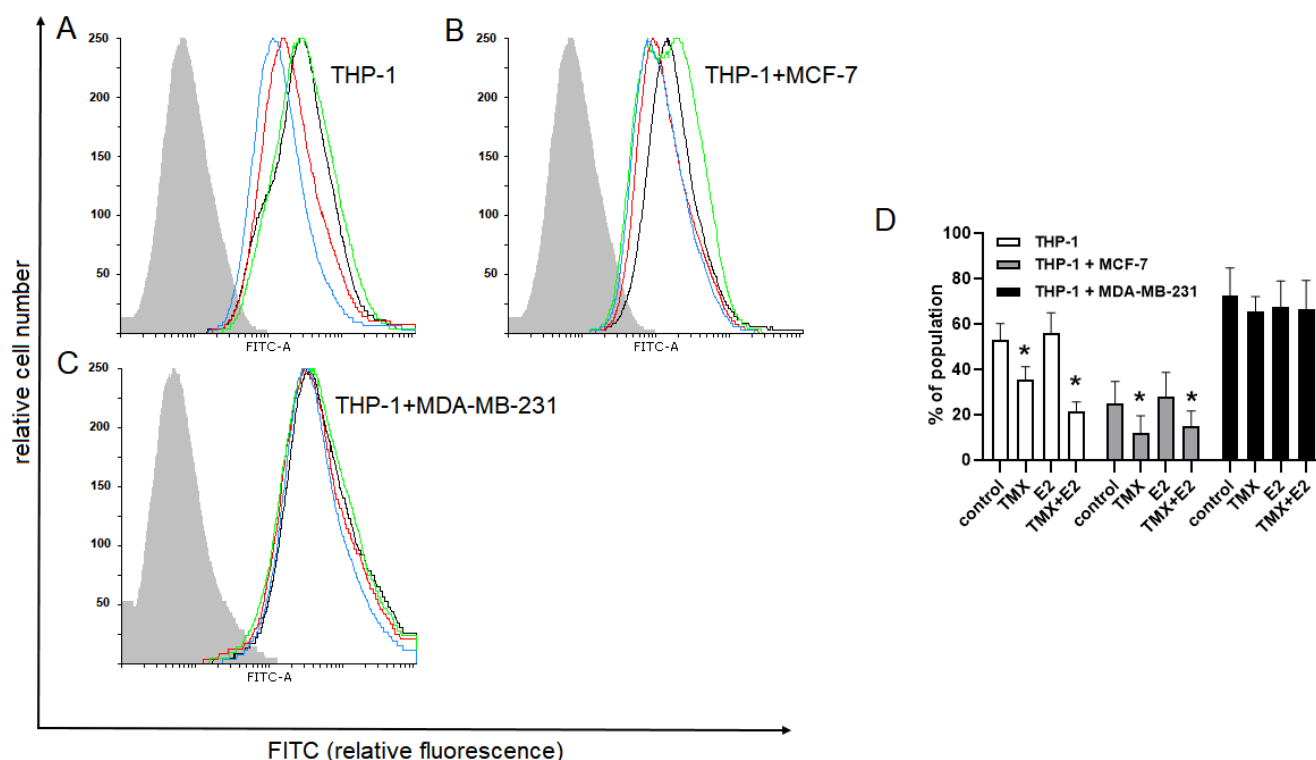 A
250
200
150
100
50
THP-1
FITC-A
B
250
200
150
100
50
THP-1+MCF-7
FITC-A
C
250
200
150
100
50
THP-1+MDA-MB-231
FITC-A
relative cell number
FITC (relative fluorescence)
D
THP-1
THP-1 + MCF-7
THP-1 + MDA-MB-231
% of population
100
80
60
40
20
0
* * * *
control TMX E2 TMX+E2 control TMX E2 TMX+E2 control TMX E2 TMX+E2